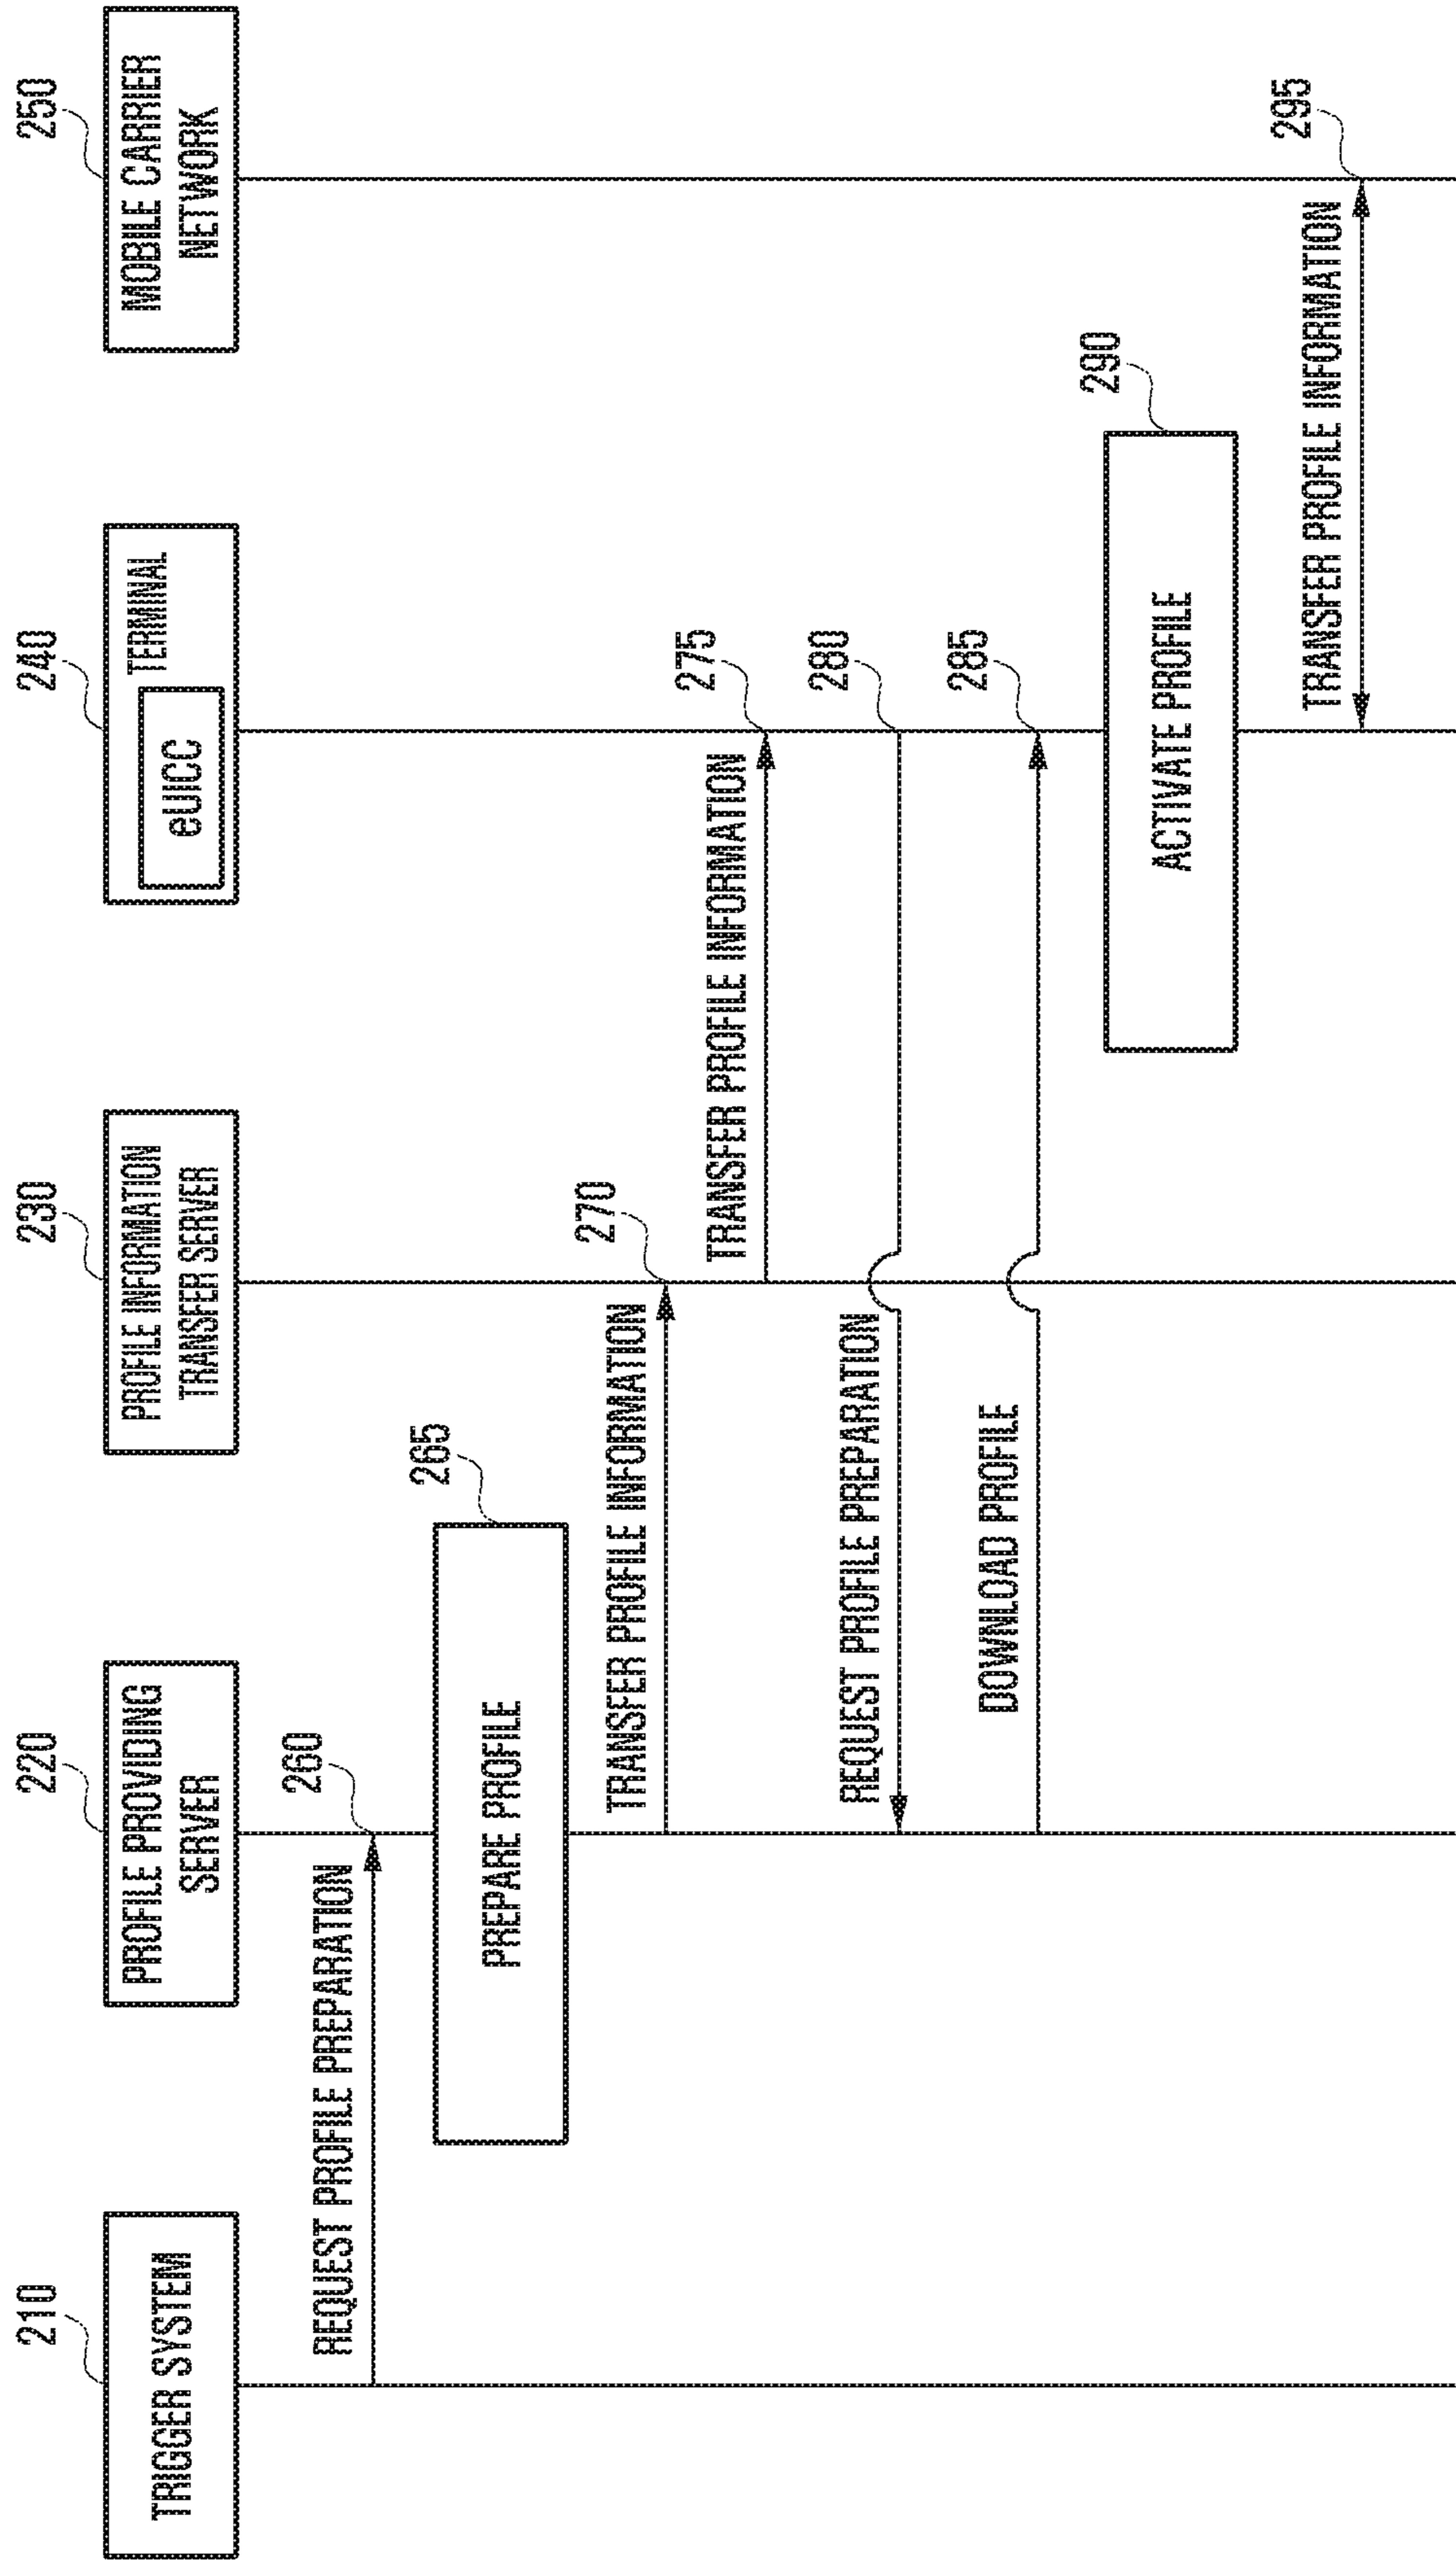 210
TRIGGER SYSTEM
220
PROFILE PROVIDING
SERVER
230
PROFILE INFORMATION
TRANSFER SERVER
240
TERMINAL
eUICC
250
MOBILE CARRIER
NETWORK
REQUEST PROFILE PREPARATION
260
265
PREPARE PROFILE
TRANSFER PROFILE INFORMATION
270
TRANSFER PROFILE INFORMATION
275
REQUEST PROFILE PREPARATION
280
DOWNLOAD PROFILE
285
290
ACTIVATE PROFILE
TRANSFER PROFILE INFORMATION
295